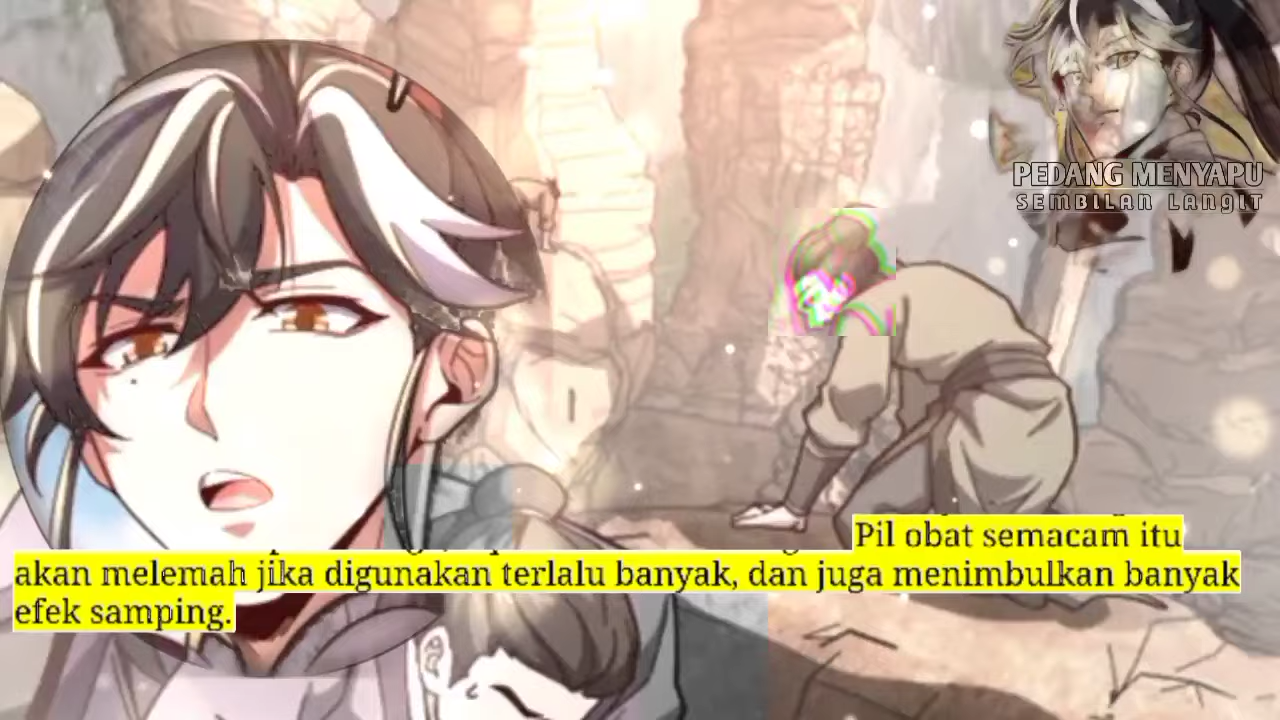 PEDANG MENYAPU
SEMBILAN LANGIT
Pil obat semacam itu
akan melemah jika digunakan terlalu banyak, dan juga menimbulkan banyak
efek samping.